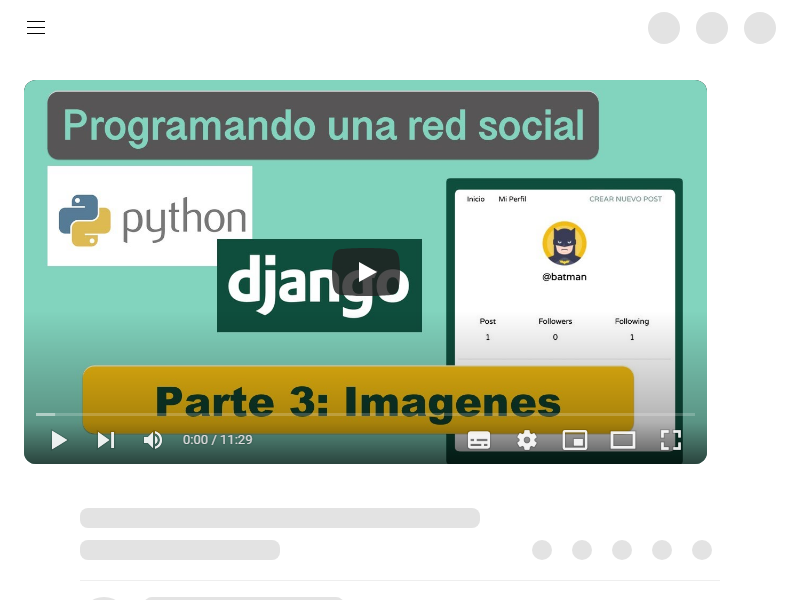 Programando una red social
python
django
Inicio Mi Perfil CREAR NUEVO POST
@batman
Post Followers Following
1 0 1
Parte 3: Imagenes
0:00 / 11:29